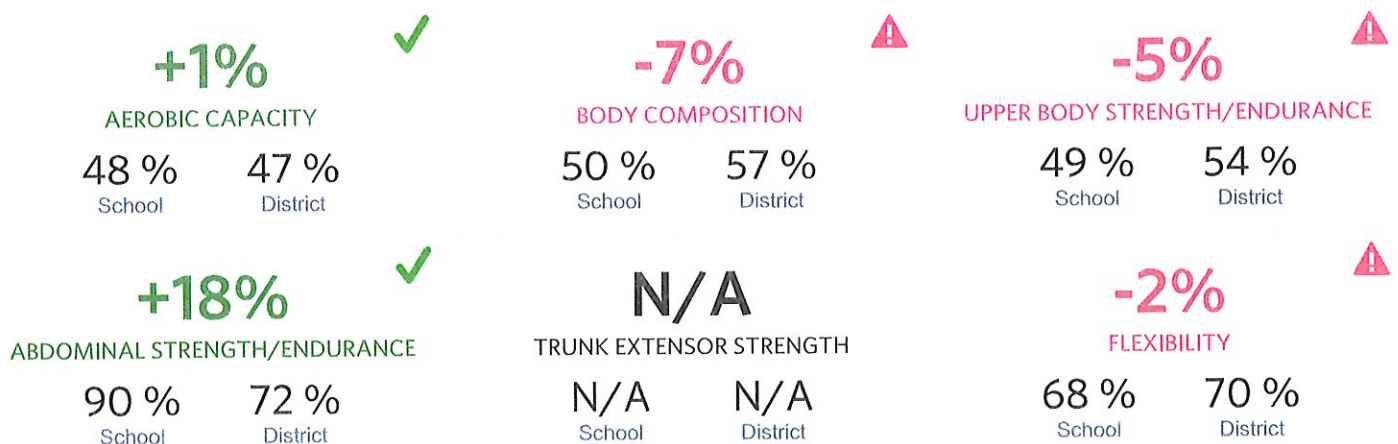 +1%
AEROBIC CAPACITY
48 % 47 %
School District
-7%
BODY COMPOSITION
50 % 57 %
School District
-5%
UPPER BODY STRENGTH/ENDURANCE
49 % 54 %
School District
+18%
ABDOMINAL STRENGTH/ENDURANCE
90 % 72 %
School District
N/A
TRUNK EXTENSOR STRENGTH
N/A N/A
School District
-2%
FLEXIBILITY
68 % 70 %
School District